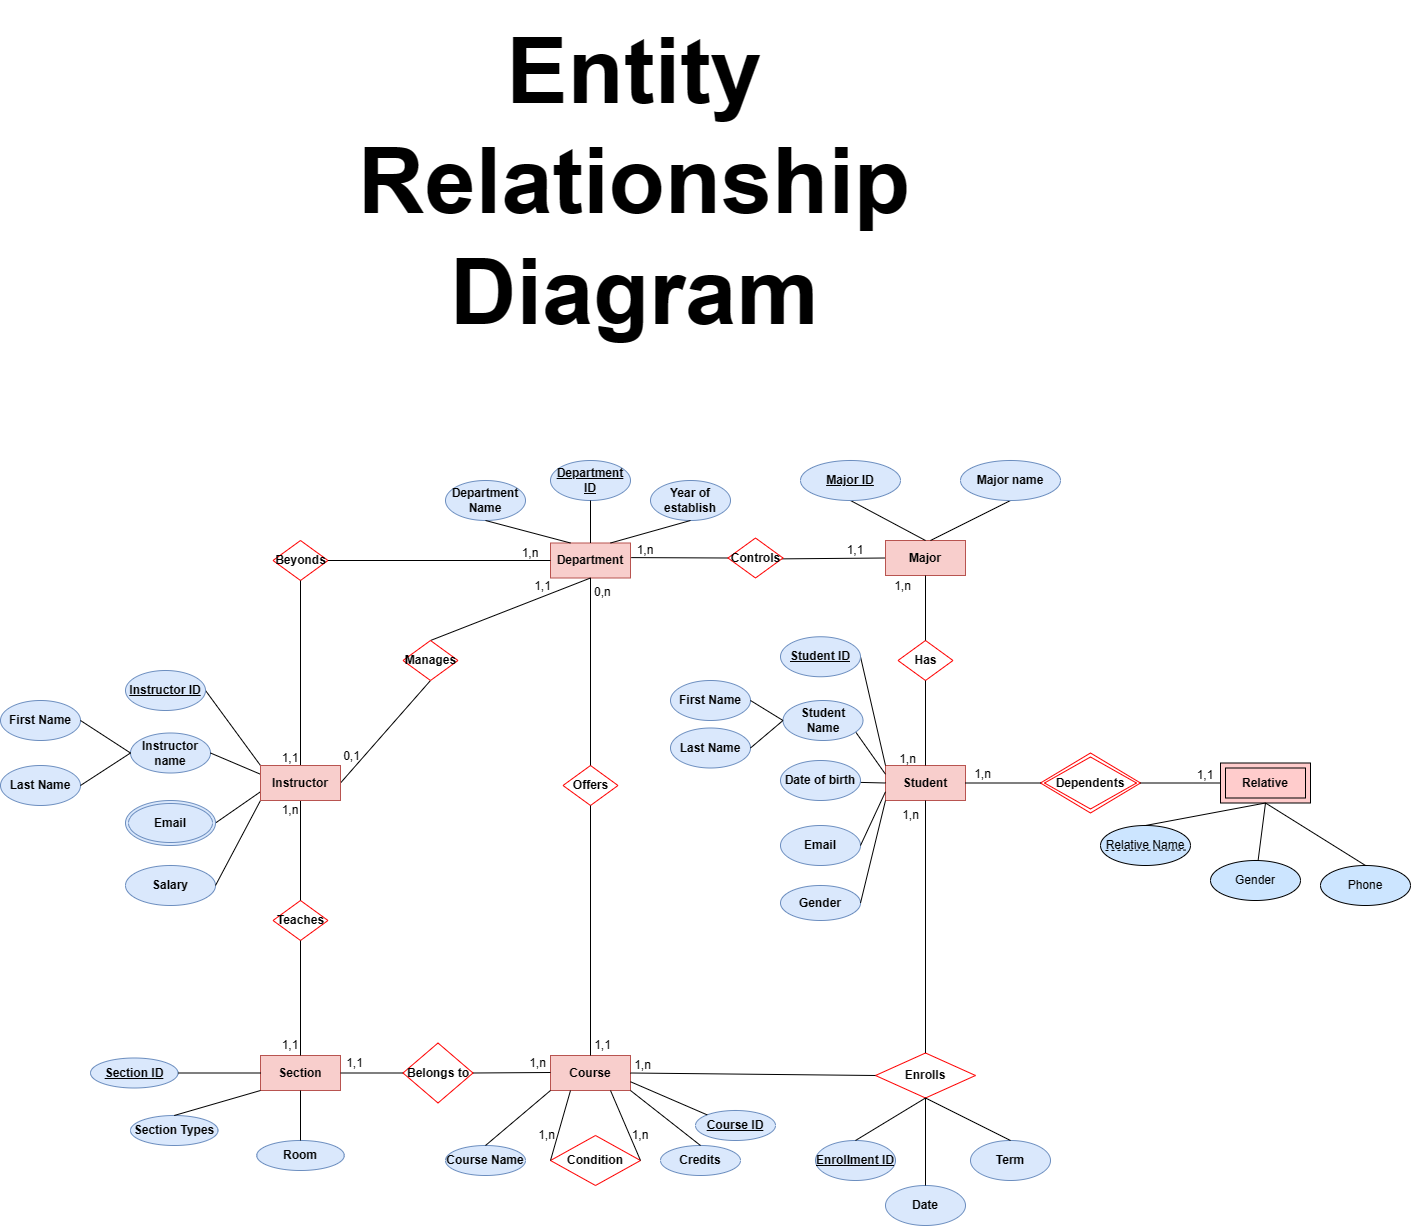 Entity
Relationship
Diagram
Department
ID
Major ID
Major name
Department
Name
Year of
establish
Beyonds
1,n
Department
1,n
Controls
1,1
Major
1,1
0,n
1,n
Manages
Student ID
Has
Instructor ID
First Name
First Name
Student
Name
Last Name
Instructor
name
1,1
0,1
1,n
Last Name
Instructor
Offers
Date of birth
Student
1,n
Dependents
1,1
Relative
1,n
1,n
Email
Email
Relative Name
Salary
Gender
Gender
Phone
Teaches
1,1
1,1
Section ID
Section
1,1
Belongs to
1,n
Course
1,n
Enrolls
Section Types
Room
Course Name
1,n
Condition
1,n
Credits
Course ID
Enrollment ID
Term
Date